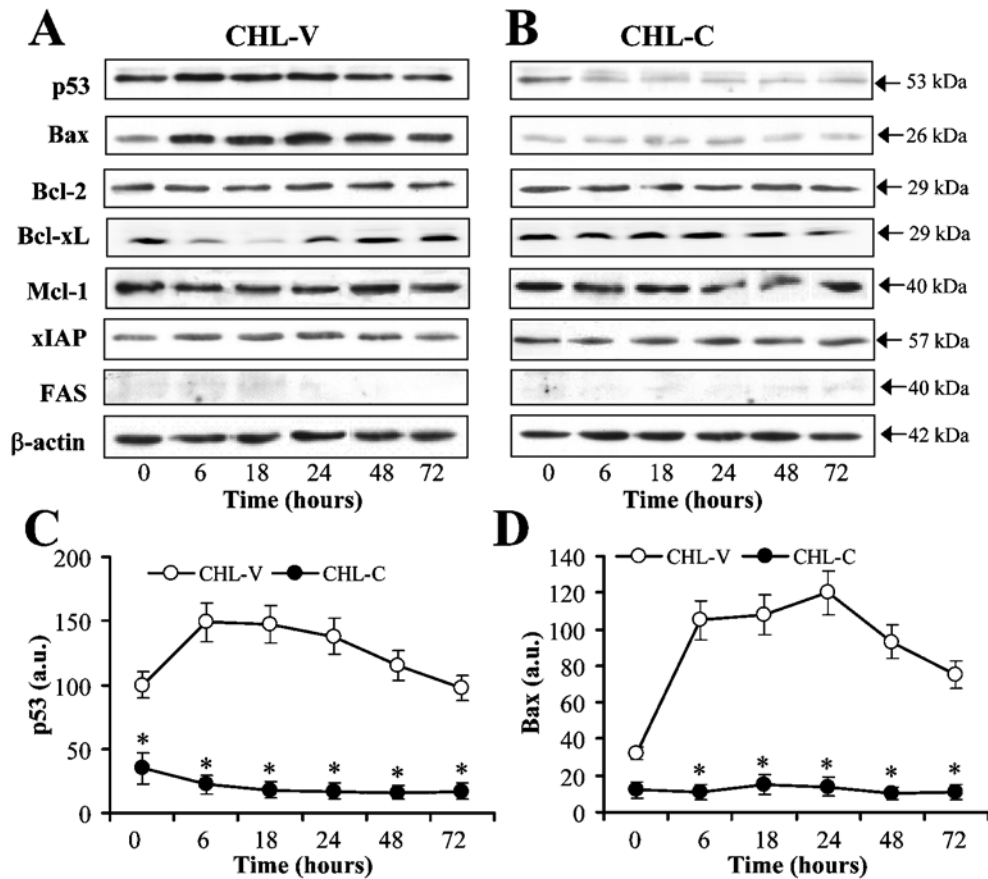 A CHL-V
B CHL-C
p53
53 kDa
Bax
26 kDa
Bcl-2
29 kDa
Bcl-xL
29 kDa
Mcl-1
40 kDa
xIAP
57 kDa
FAS
40 kDa
β-actin
42 kDa
0 6 18 24 48 72
Time (hours)
0 6 18 24 48 72
Time (hours)
C
200
150
100
50
0
p53 (a.u.)
CHL-V CHL-C
* * * * * *
0 6 18 24 48 72
Time (hours)
D
140
120
100
80
60
40
20
0
Bax (a.u.)
CHL-V CHL-C
* * * * *
0 6 18 24 48 72
Time (hours)